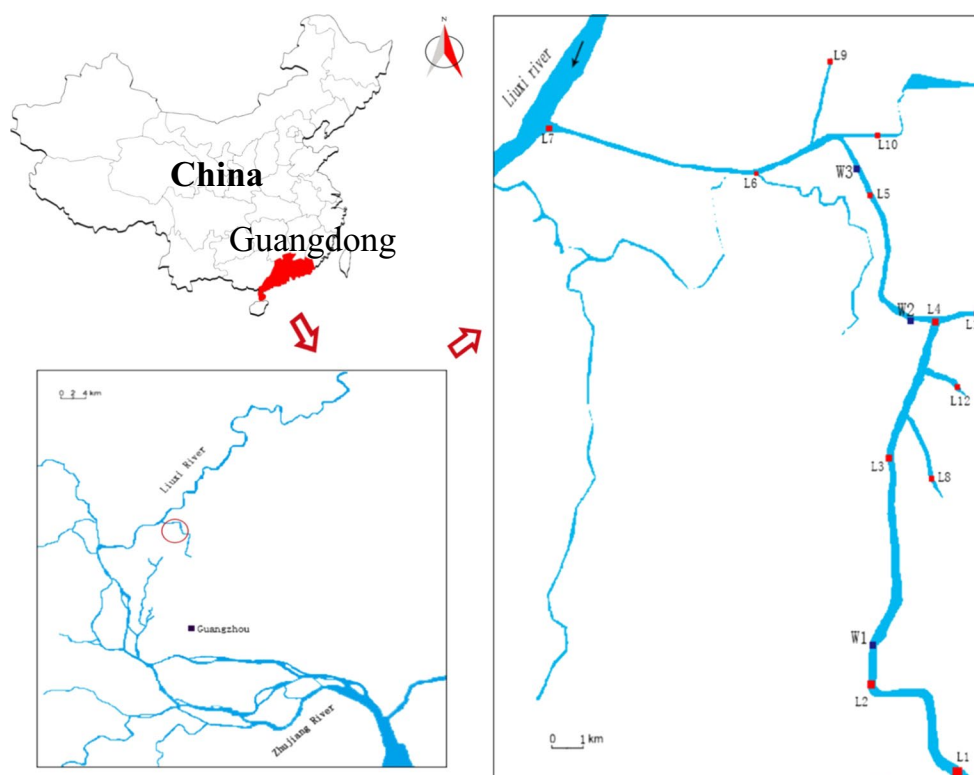 N
China
Guangdong
0 2 4 km
Liuxi River
Guangzhou
Zhujiang River
Liuxi river
L9
L7
L10
L6
W3
L5
W2
L4
L12
L3
L8
W1
L2
0 1 km
L1